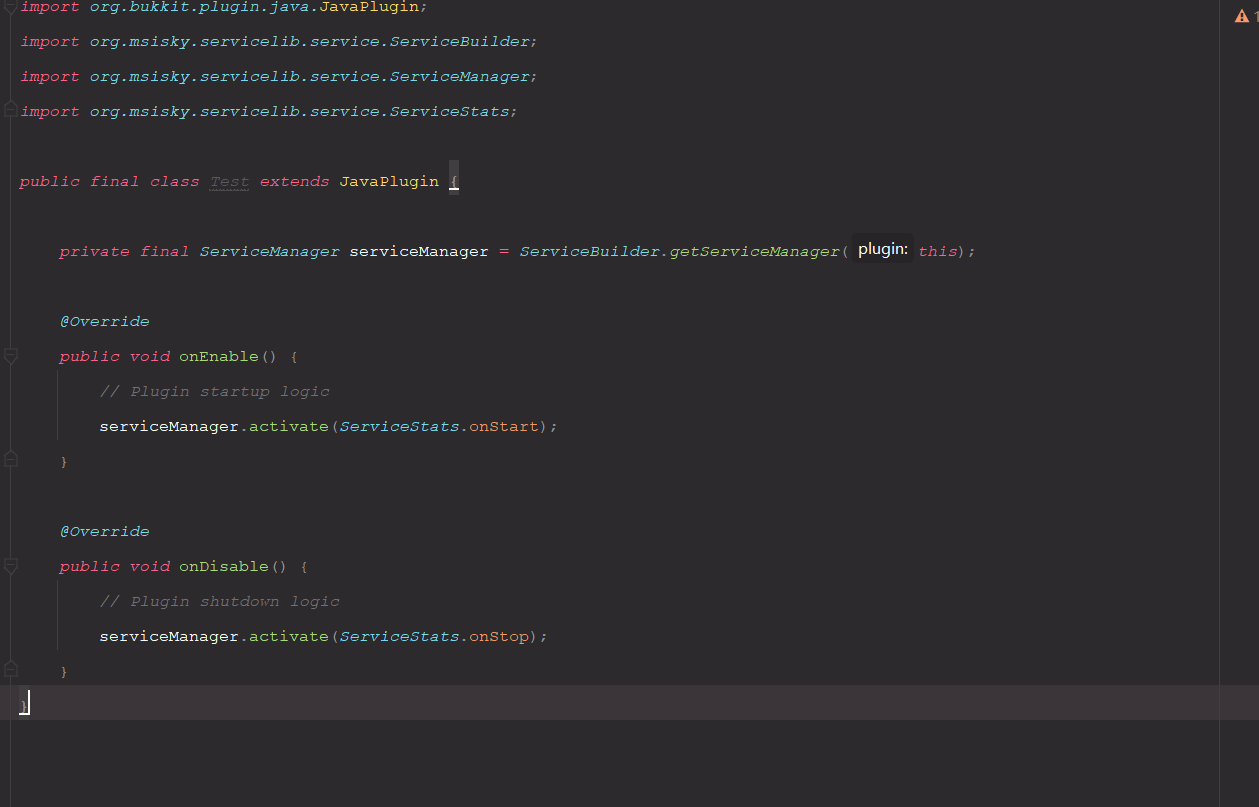 import org.bukkit.plugin.java.JavaPlugin;
import org.msisky.servicelib.service.ServiceBuilder;
import org.msisky.servicelib.service.ServiceManager;
import org.msisky.servicelib.service.ServiceStats;
public final class Test extends JavaPlugin {
private final ServiceManager serviceManager = ServiceBuilder.getServiceManager( plugin: this);
@Override
public void onEnable() {
// Plugin startup logic
serviceManager.activate(ServiceStats.onStart);
}
@Override
public void onDisable() {
// Plugin shutdown logic
serviceManager.activate(ServiceStats.onStop);
}
}